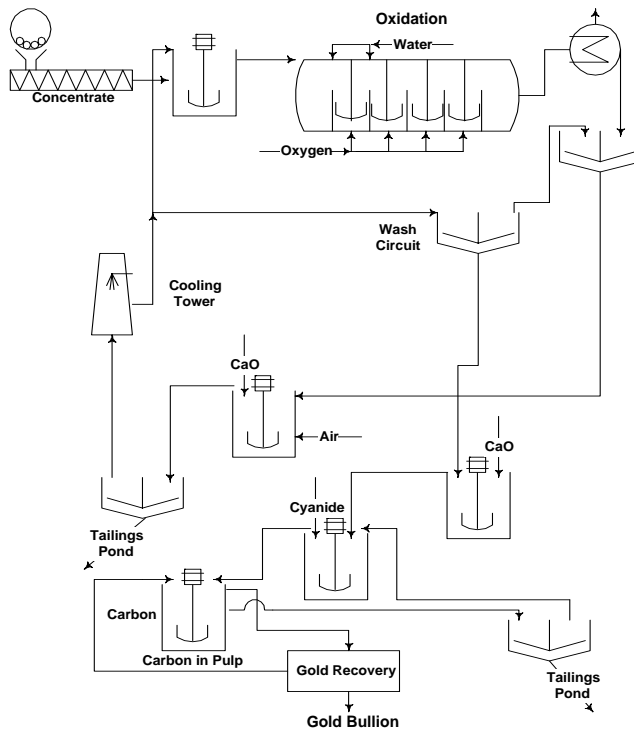 Oxidation
Water
Concentrate
Oxygen
Wash
Circuit
Cooling
Tower
CaO
Air
CaO
Cyanide
Tailings
Pond
Carbon
Carbon in Pulp
Gold Recovery
Tailings
Pond
Gold Bullion